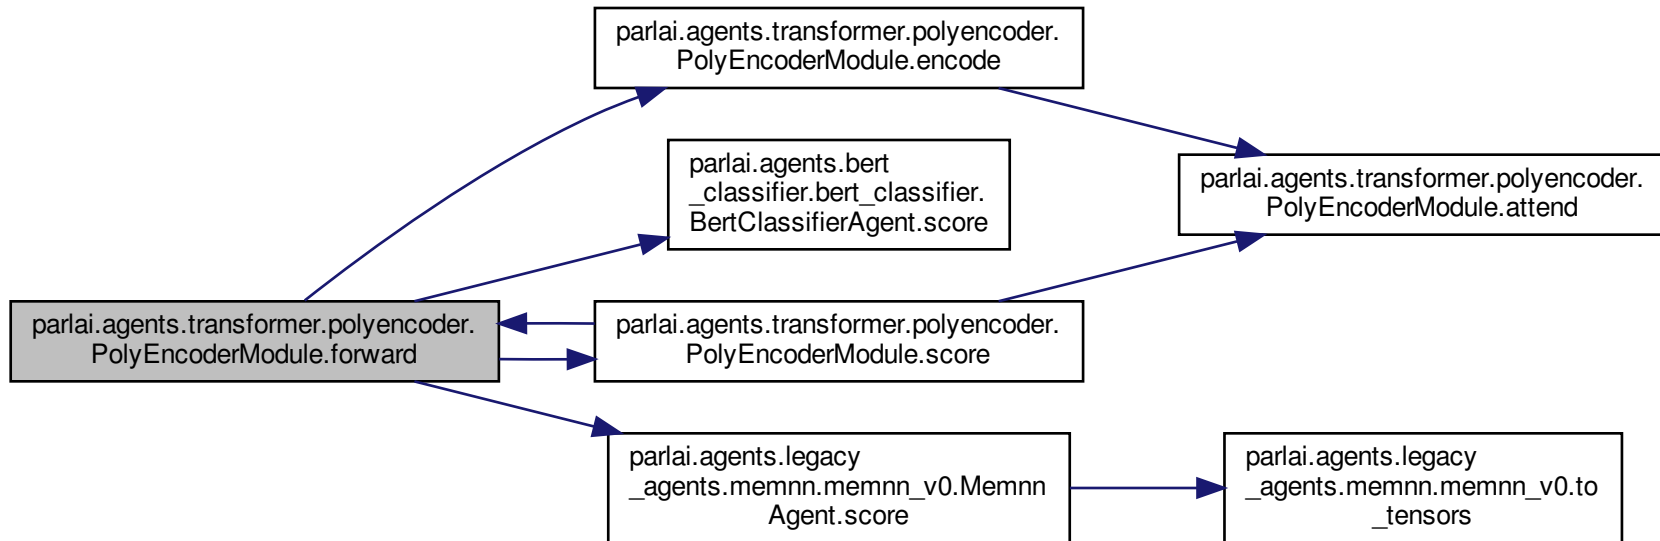 parlai.agents.transformer.polyencoder.
PolyEncoderModule.encode
parlai.agents.bert
_classifier.bert_classifier.
BertClassifierAgent.score
parlai.agents.transformer.polyencoder.
PolyEncoderModule.attend
parlai.agents.transformer.polyencoder.
PolyEncoderModule.forward
parlai.agents.transformer.polyencoder.
PolyEncoderModule.score
parlai.agents.legacy
_agents.memnn.memnn_v0.Memnn
Agent.score
parlai.agents.legacy
_agents.memnn.memnn_v0.to
_tensors